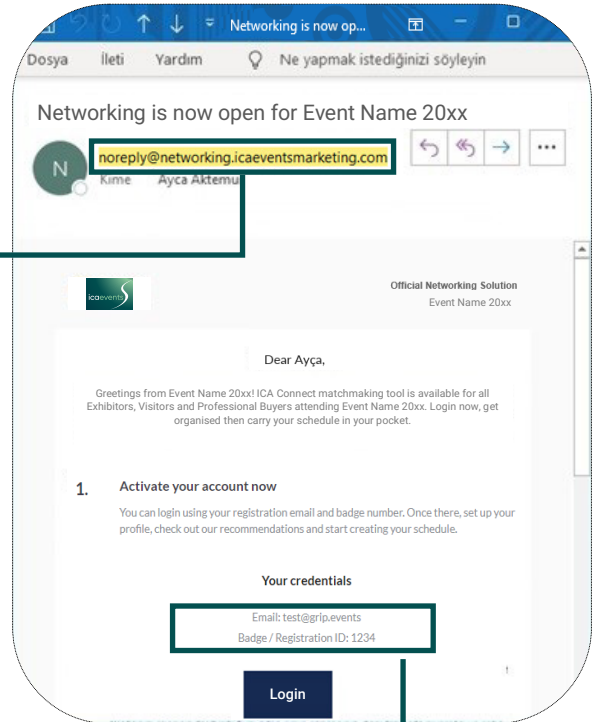 Networking is now op...
Dosya İleti Yardım Ne yapmak istediğinizi söyleyin
Networking is now open for Event Name 20xx
N
noreply@networking.icaeventsmarketing.com
Kime Ayca Aktemu
icaevents
Official Networking Solution
Event Name 20xx
Dear Ayça,
Greetings from Event Name 20xx! ICA Connect matchmaking tool is available for all
Exhibitors, Visitors and Professional Buyers attending Event Name 20xx. Login now, get
organised then carry your schedule in your pocket.
1. Activate your account now
You can login using your registration email and badge number. Once there, set up your
profile, check out our recommendations and start creating your schedule.
Your credentials
Email: test@grip.events
Badge / Registration ID: 1234
Login